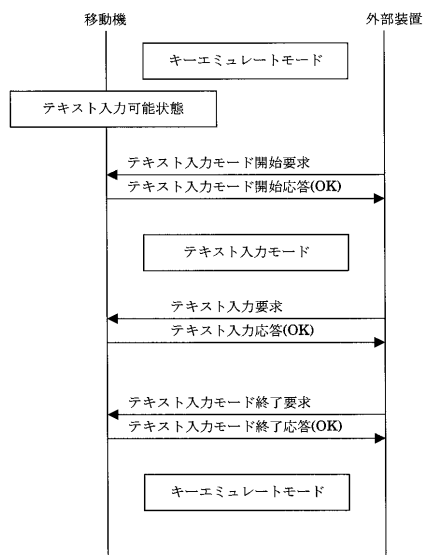 移動機
外部装置
キーエミュレートモード
テキスト入力可能状態
テキスト入力モード開始要求
テキスト入力モード開始応答(OK)
テキスト入力モード
テキスト入力要求
テキスト入力応答(OK)
テキスト入力モード終了要求
テキスト入力モード終了応答(OK)
キーエミュレートモード